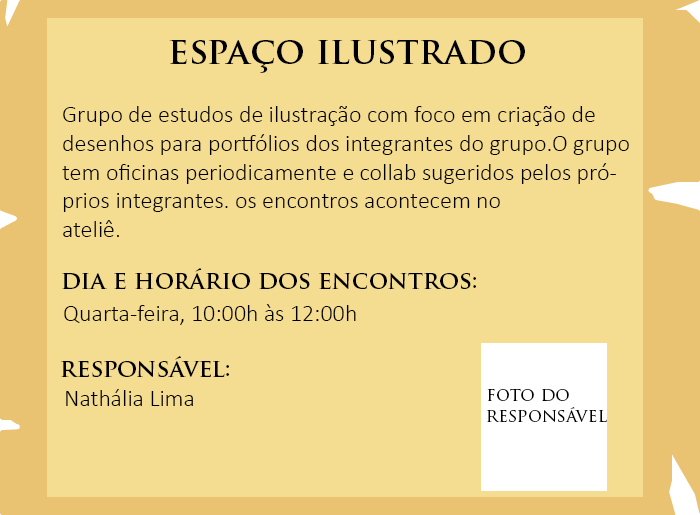 ESPAÇO ILUSTRADO
Grupo de estudos de ilustração com foco em criação de
desenhos para portfólios dos integrantes do grupo.O grupo
tem oficinas periodicamente e collab sugeridos pelos pró-
prios integrantes. os encontros acontecem no
ateliê.
DIA E HORÁRIO DOS ENCONTROS:
Quarta-feira, 10:00h às 12:00h
RESPONSÁVEL:
Nathália Lima
FOTO DO
RESPONSÁVEL